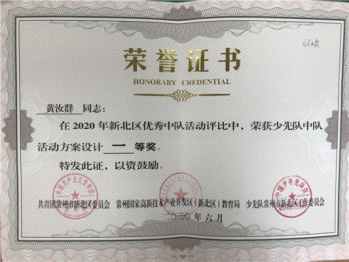 荣誉证书
HONORARY CREDENTIAL
黄汝群 同志：
在2020年新北区优秀中队活动评比中，荣获少先队中队
活动方案设计 一 等奖。
特发此证，以资鼓励。
共青团常州市新北区委员会 常州国家高新技术产业开发区（新北区）教育局 少先队常州市新北区工作委员会
二〇二〇年六月